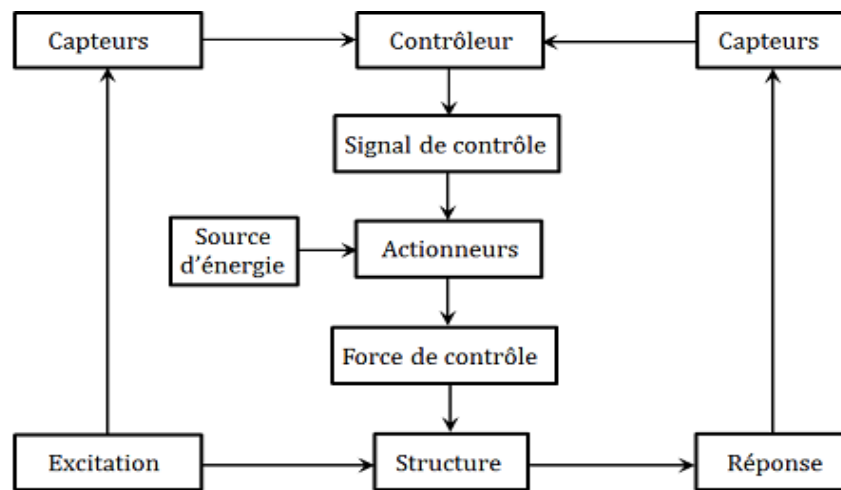 Capteurs
Contrôleur
Capteurs
Signal de contrôle
Source
d’énergie
Actionneurs
Force de contrôle
Excitation
Structure
Réponse